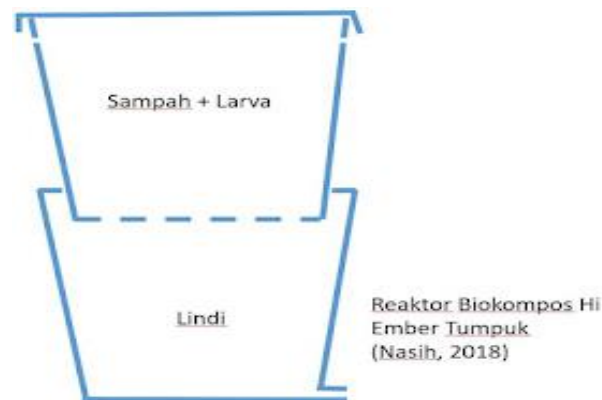 Sampah + Larva
Lindi
Reaktor Biokompos Hi
Ember Tumpuk
(Nasih, 2018)